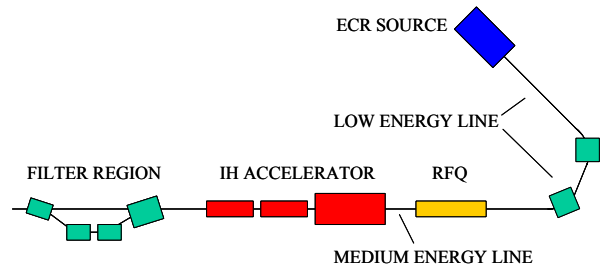 ECR SOURCE
LOW ENERGY LINE
FILTER REGION
IH ACCELERATOR
RFQ
MEDIUM ENERGY LINE